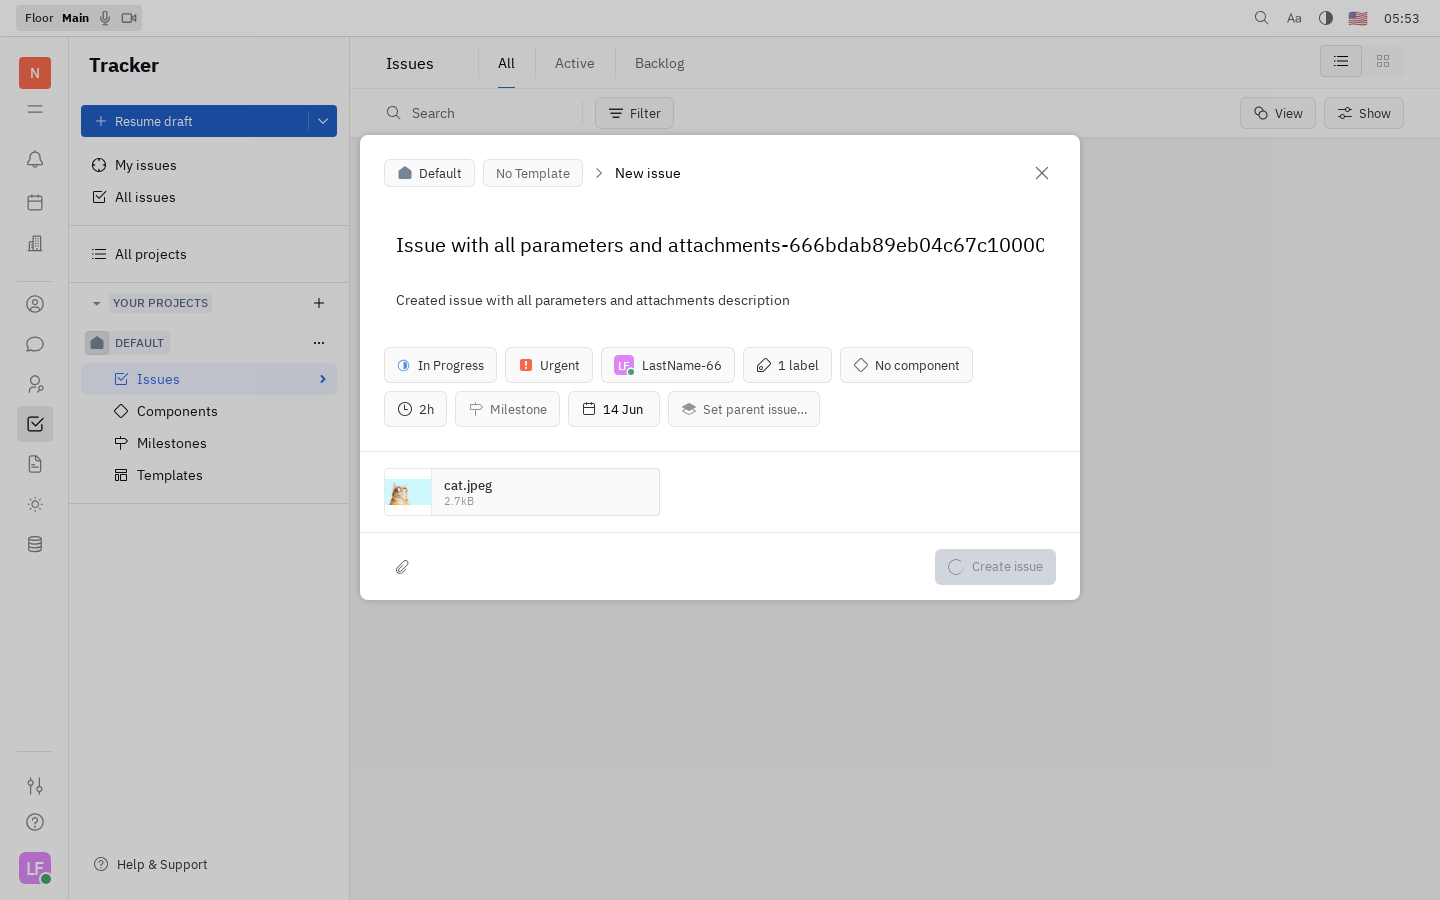 Floor Main
Aa
05:53
N
Tracker
Issues
All
Active
Backlog
Resume draft
Search
Filter
View
Show
My issues
All issues
All projects
YOUR PROJECTS
DEFAULT
Issues
Components
Milestones
Templates
Help & Support
LF
Default
No Template
New issue
Issue with all parameters and attachments-666bdab89eb04c67c10000
Created issue with all parameters and attachments description
In Progress
Urgent
LF LastName-66
1 label
No component
2h
Milestone
14 Jun
Set parent issue…
cat.jpeg
2.7kB
Create issue